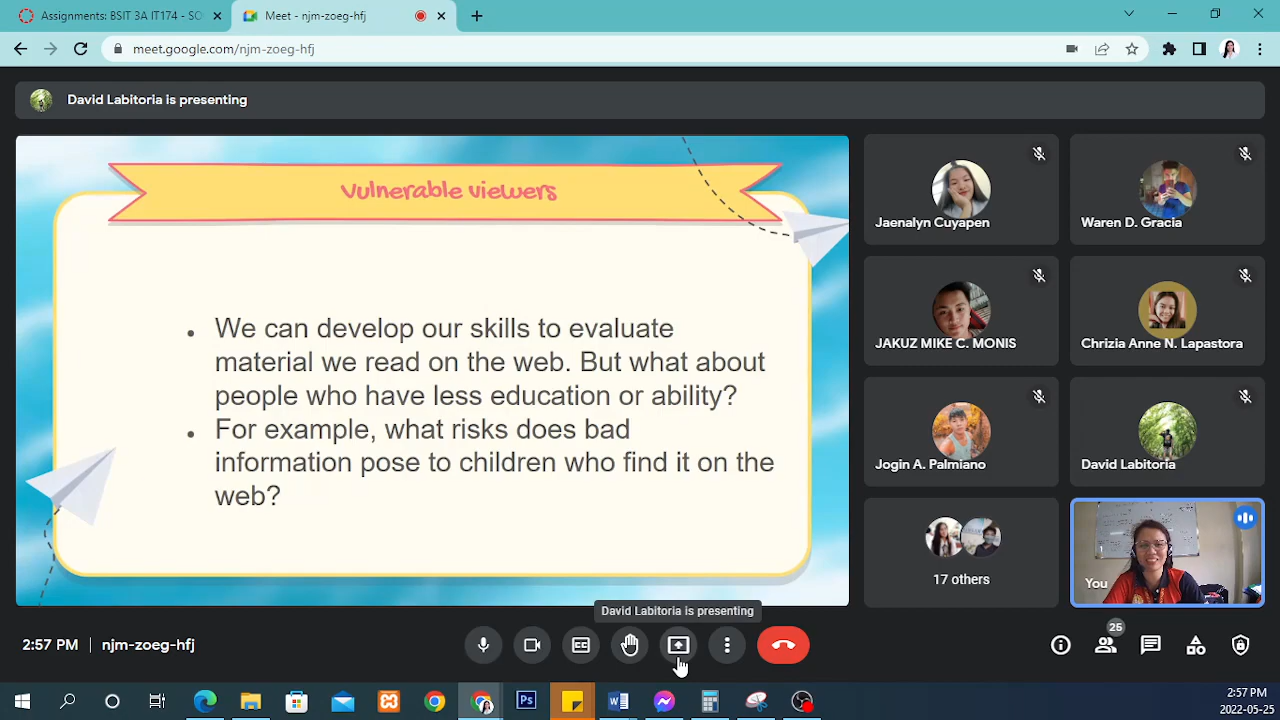 Assignments: BSIT 3A IT174 - SO
Meet - njm-zoeg-hfj
meet.google.com/njm-zoeg-hfj
David Labitoria is presenting
Vulnerable viewers
• We can develop our skills to evaluate
material we read on the web. But what about
people who have less education or ability?
• For example, what risks does bad
information pose to children who find it on the
web?
Jaenalyn Cuyapen
Waren D. Gracia
JAKUZ MIKE C. MONIS
Chrizia Anne N. Lapastora
Jogin A. Palmiano
David Labitoria
17 others
You
David Labitoria is presenting
2:57 PM | njm-zoeg-hfj
25
Ps
W
2:57 PM
2022-05-25